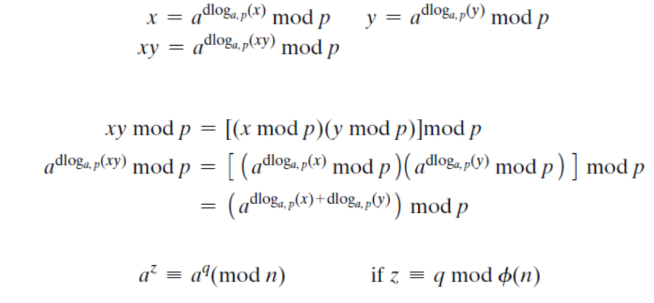 x = a^{dlog_{a,p}(x)} mod p    y = a^{dlog_{a,p}(y)} mod p
xy = a^{dlog_{a,p}(xy)} mod p
xy mod p = [(x mod p)(y mod p)]mod p
a^{dlog_{a,p}(xy)} mod p = [(a^{dlog_{a,p}(x)} mod p)(a^{dlog_{a,p}(y)} mod p)] mod p
= (a^{dlog_{a,p}(x)+dlog_{a,p}(y)}) mod p
a^z ≡ a^q(mod n)    if z ≡ q mod ϕ(n)